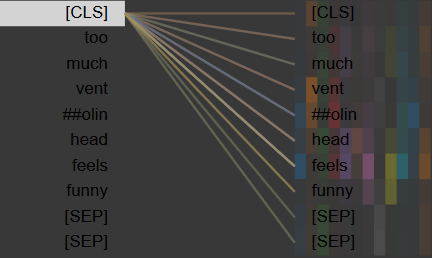 [CLS] [CLS]
too too
much much
vent vent
##olin ##olin
head head
feels feels
funny funny
[SEP] [SEP]
[SEP] [SEP]